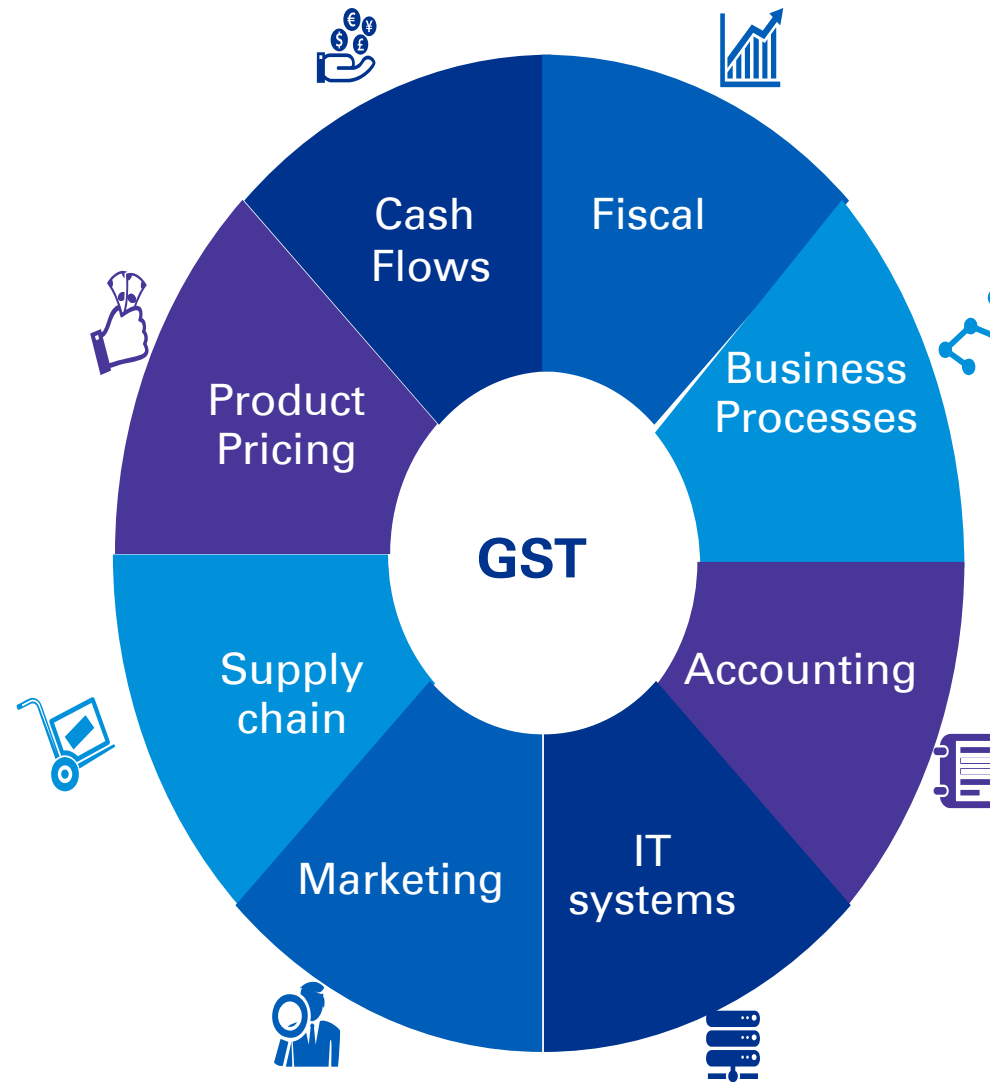 Cash
Flows
Fiscal
Business
Processes
Product
Pricing
GST
Supply
chain
Accounting
Marketing
IT
systems